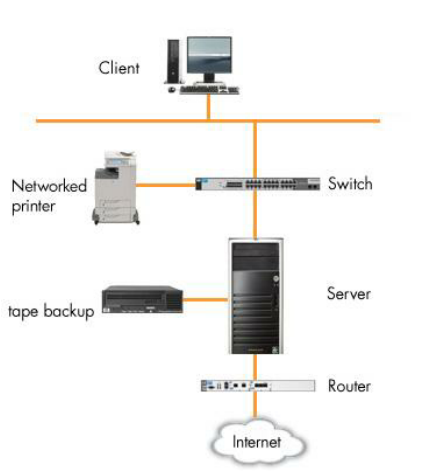 Client
Networked
printer
Switch
tape backup
Server
Router
Internet